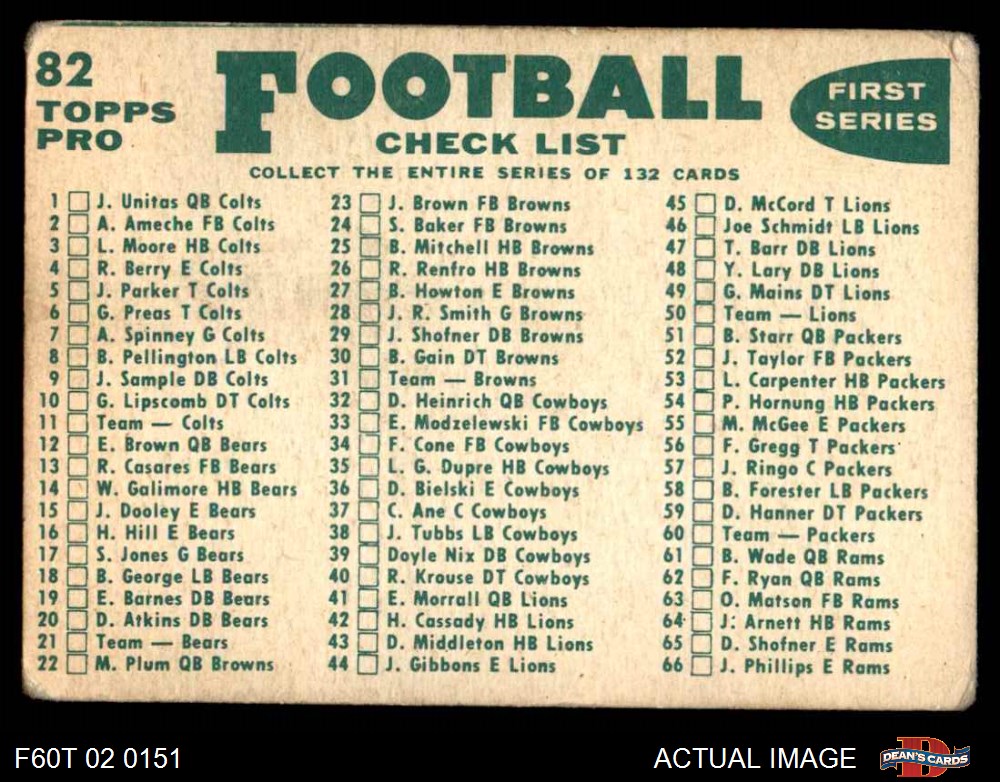 82
TOPPS
PRO
FOOTBALL
CHECK LIST
FIRST
SERIES
COLLECT THE ENTIRE SERIES OF 132 CARDS
1 J. Unitas QB Colts
2 A. Ameche FB Colts
3 L. Moore HB Colts
4 R. Berry E Colts
5 J. Parker T Colts
6 G. Preas T Colts
7 A. Spinney G Colts
8 B. Pellington LB Colts
9 J. Sample DB Colts
10 G. Lipscomb DT Colts
11 Team — Colts
12 E. Brown QB Bears
13 R. Casares FB Bears
14 W. Galimore HB Bears
15 J. Dooley E Bears
16 H. Hill E Bears
17 S. Jones G Bears
18 B. George LB Bears
19 E. Barnes DB Bears
20 D. Atkins DB Bears
21 Team — Bears
22 M. Plum QB Browns
23 J. Brown FB Browns
24 S. Baker FB Browns
25 B. Mitchell HB Browns
26 R. Renfro HB Browns
27 B. Howton E Browns
28 J. R. Smith G Browns
29 J. Shofner DB Browns
30 B. Gain DT Browns
31 Team — Browns
32 D. Heinrich QB Cowboys
33 E. Modzelewski FB Cowboys
34 F. Cone FB Cowboys
35 L. G. Dupre HB Cowboys
36 D. Bielski E Cowboys
37 C. Ane C Cowboys
38 J. Tubbs LB Cowboys
39 Doyle Nix DB Cowboys
40 R. Krouse DT Cowboys
41 E. Morrall QB Lions
42 H. Cassady HB Lions
43 D. Middleton HB Lions
44 J. Gibbons E Lions
45 D. McCord T Lions
46 Joe Schmidt LB Lions
47 T. Barr DB Lions
48 Y. Lary DB Lions
49 G. Mains DT Lions
50 Team — Lions
51 B. Starr QB Packers
52 J. Taylor FB Packers
53 L. Carpenter HB Packers
54 P. Hornung HB Packers
55 M. McGee E Packers
56 F. Gregg T Packers
57 J. Ringo C Packers
58 B. Forester LB Packers
59 D. Hanner DT Packers
60 Team — Packers
61 B. Wade QB Rams
62 F. Ryan QB Rams
63 O. Matson FB Rams
64 J. Arnett HB Rams
65 D. Shofner E Rams
66 J. Phillips E Rams
F60T 02 0151
ACTUAL IMAGE
DEAN'S CARDS